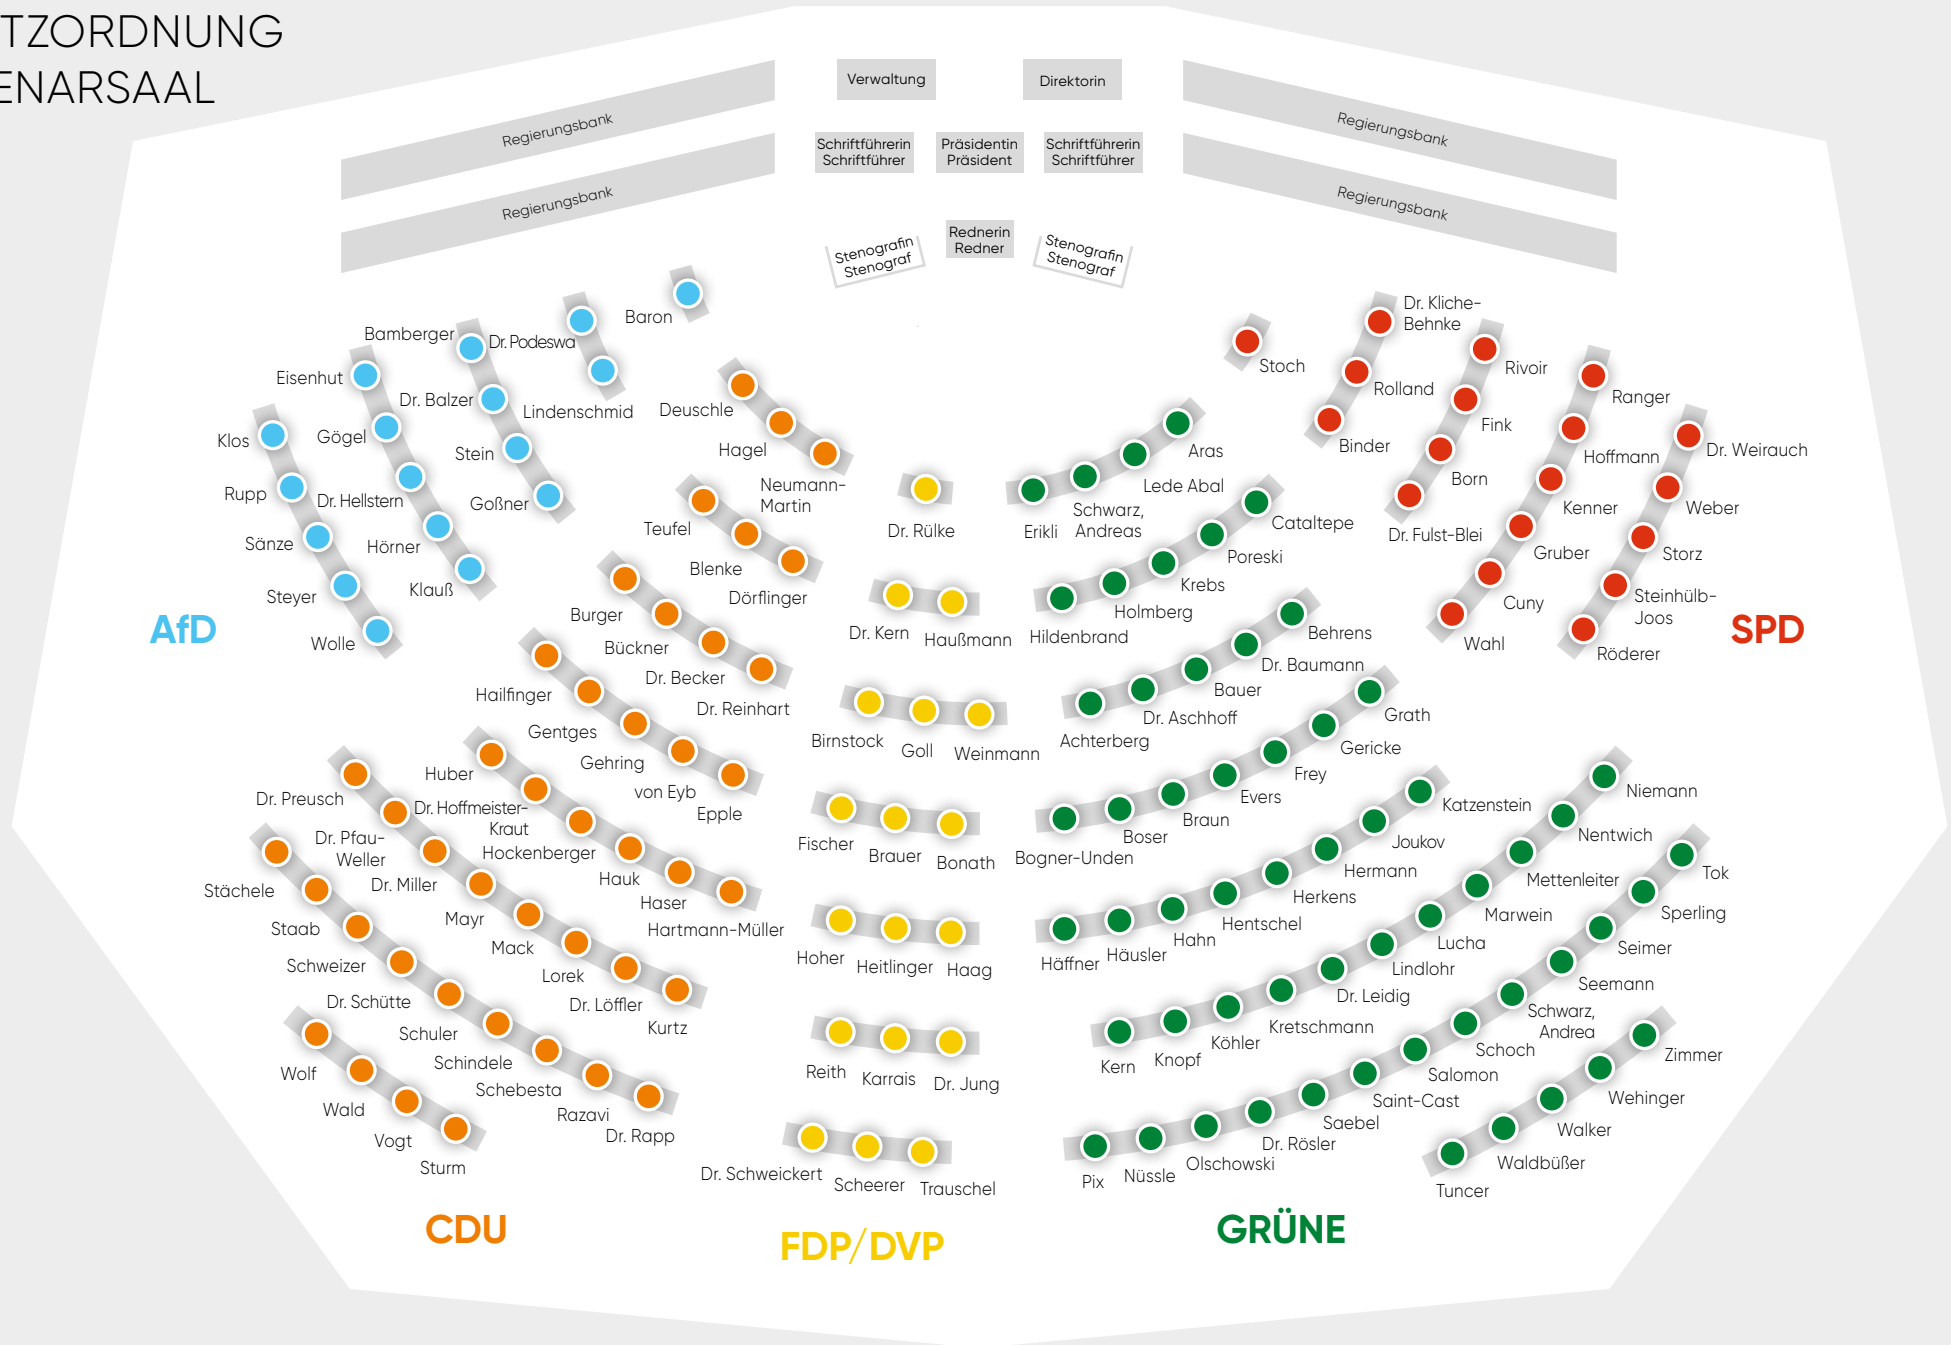 TZORDNUNG
ENARSAAL
Verwaltung
Direktorin
Regierungsbank
Regierungsbank
Schriftführerin
Schriftführer
Präsidentin
Präsident
Schriftführerin
Schriftführer
Regierungsbank
Regierungsbank
Rednerin
Redner
Stenografin
Stenograf
Stenografin
Stenograf
Baron
Dr. Podeswa
Lindenschmid
Bamberger
Dr. Balzer
Stein
Goßner
Eisenhut
Gögel
Dr. Hellstern
Hörner
Klauß
Klos
Rupp
Sänze
Steyer
Wolle
AfD
Deuschle
Hagel
Neumann-
Martin
Teufel
Blenke
Dörflinger
Burger
Bückner
Dr. Becker
Dr. Reinhart
Hailfinger
Gentges
Gehring
von Eyb
Epple
Huber
Dr. Hoffmeister-
Kraut
Hockenberger
Hauk
Haser
Hartmann-Müller
Dr. Preusch
Dr. Pfau-
Weller
Dr. Miller
Mayr
Mack
Lorek
Dr. Löffler
Kurtz
Stächele
Staab
Schweizer
Dr. Schütte
Schuler
Schindele
Schebesta
Razavi
Dr. Rapp
Wolf
Wald
Vogt
Sturm
CDU
Dr. Rülke
Dr. Kern
Haußmann
Birnstock
Goll
Weinmann
Fischer
Brauer
Bonath
Hoher
Heitlinger
Haag
Reith
Karrais
Dr. Jung
Dr. Schweickert
Scheerer
Trauschel
FDP/DVP
Erikli
Schwarz,
Andreas
Lede Abal
Aras
Hildenbrand
Holmberg
Krebs
Poreski
Cataltepe
Achterberg
Dr. Aschhoff
Bauer
Dr. Baumann
Behrens
Bogner-Unden
Boser
Braun
Evers
Frey
Gericke
Grath
Häffner
Häusler
Hahn
Hentschel
Herkens
Hermann
Joukov
Katzenstein
Kern
Knopf
Köhler
Kretschmann
Dr. Leidig
Lindlohr
Lucha
Marwein
Mettenleiter
Nentwich
Niemann
Pix
Nüssle
Olschowski
Dr. Rösler
Saebel
Saint-Cast
Salomon
Schoch
Schwarz,
Andrea
Seemann
Seimer
Sperling
Tok
Tuncer
Waldbüßer
Walker
Wehinger
Zimmer
GRÜNE
Stoch
Dr. Kliche-
Behnke
Rolland
Binder
Rivoir
Fink
Born
Dr. Fulst-Blei
Ranger
Hoffmann
Kenner
Gruber
Cuny
Wahl
Dr. Weirauch
Weber
Storz
Steinhülb-
Joos
Röderer
SPD